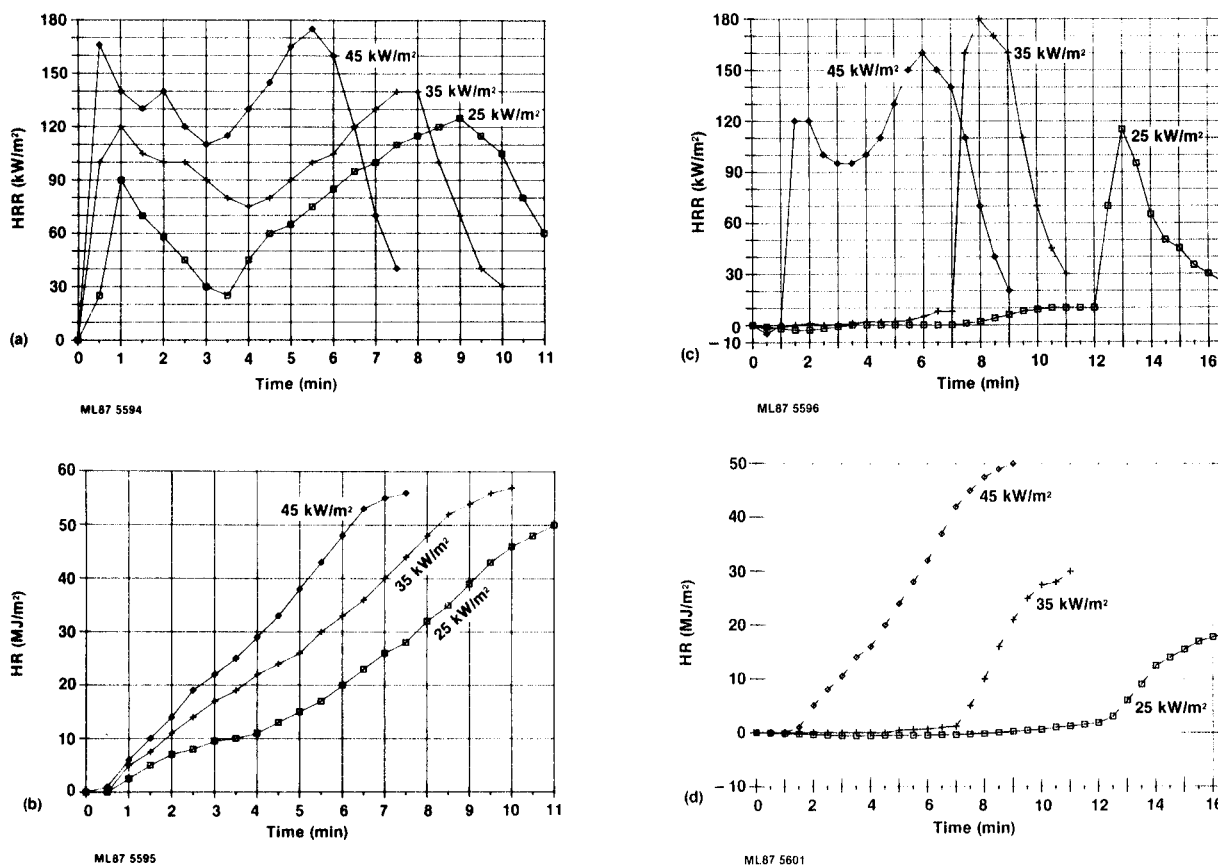 HRR (kW/m²)
180
150
120
90
60
30
0
45 kW/m²
35 kW/m²
25 kW/m²
0 1 2 3 4 5 6 7 8 9 10 11
Time (min)
(a)
ML87 5594
HRR (kW/m²)
180
150
120
90
60
30
0
−10
45 kW/m²
35 kW/m²
25 kW/m²
0 2 4 6 8 10 12 14 16
Time (min)
(c)
ML87 5596
HR (MJ/m²)
60
50
40
30
20
10
0
45 kW/m²
35 kW/m²
25 kW/m²
0 1 2 3 4 5 6 7 8 9 10 11
Time (min)
(b)
ML87 5595
HR (MJ/m²)
50
40
30
20
10
0
−10
45 kW/m²
35 kW/m²
25 kW/m²
0 2 4 6 8 10 12 14 16
Time (min)
(d)
ML87 5601